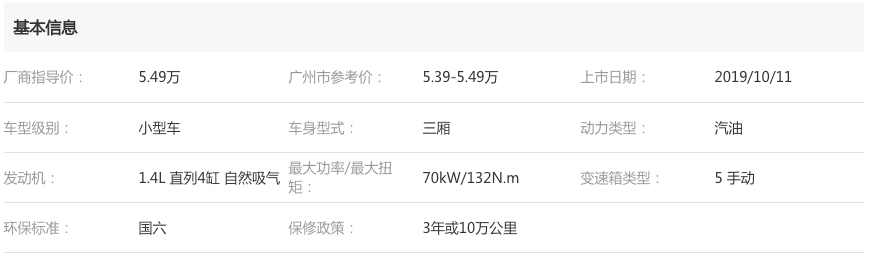 基本信息
厂商指导价： 5.49万 广州市参考价： 5.39-5.49万 上市日期： 2019/10/11
车型级别： 小型车 车身型式： 三厢 动力类型： 汽油
发动机： 1.4L 直列4缸 自然吸气 最大功率/最大扭
矩： 70kW/132N.m 变速箱类型： 5 手动
环保标准： 国六 保修政策： 3年或10万公里